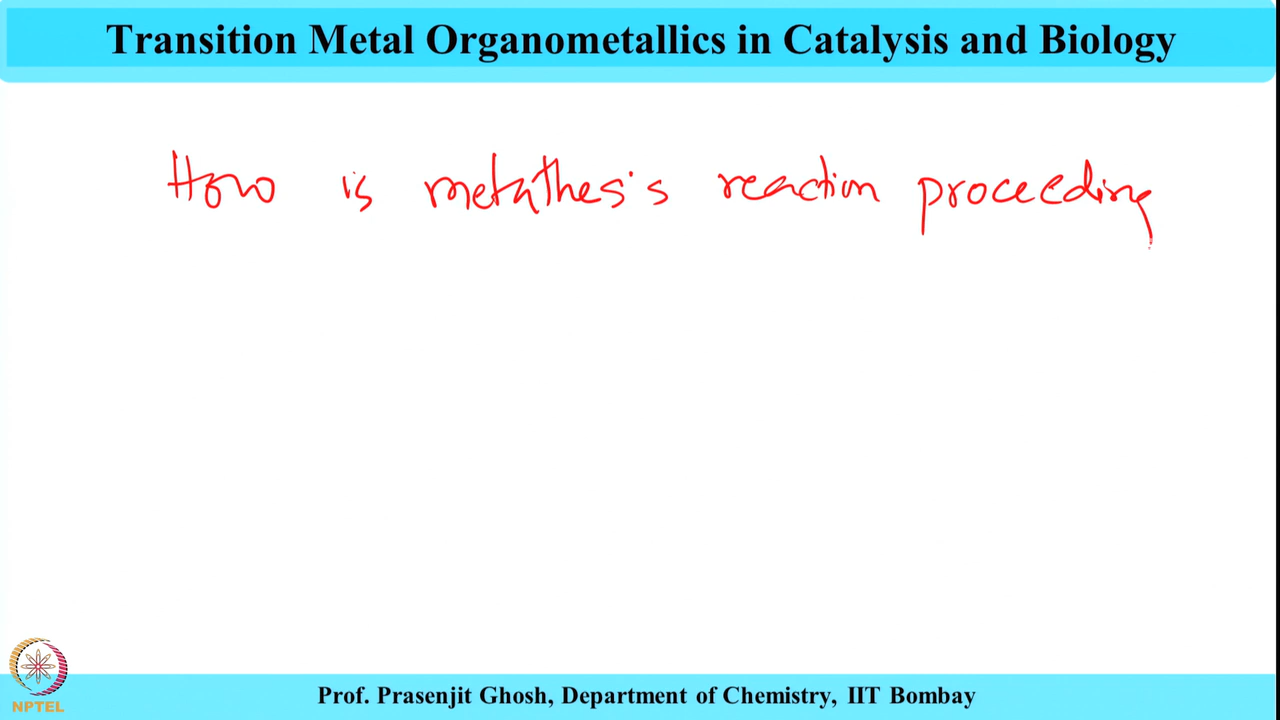 Transition Metal Organometallics in Catalysis and Biology
How is metathesis reaction proceeding
NPTEL
Prof. Prasenjit Ghosh, Department of Chemistry, IIT Bombay